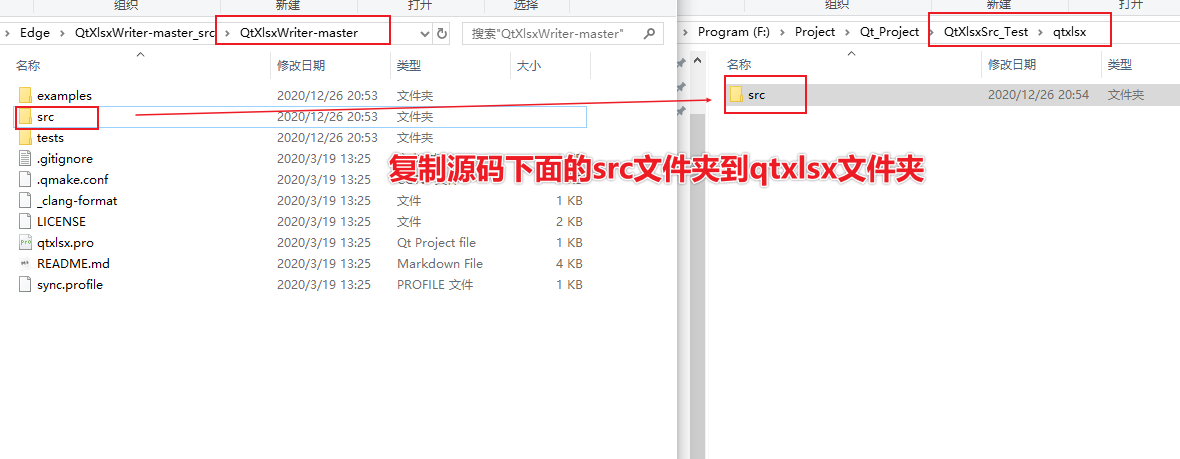 组织 新建 打开 选择
Edge QtXlsxWriter-master_src QtXlsxWriter-master 搜索"QtXlsxWriter-master"
名称 修改日期 类型 大小
examples 2020/12/26 20:53 文件夹
src 2020/12/26 20:53 文件夹
tests 2020/12/26 20:53 文件夹
.gitignore 2020/3/19 13:25
.qmake.conf 2020/3/19 13:25
_clang-format 2020/3/19 13:25 文件 1 KB
LICENSE 2020/3/19 13:25 文件 2 KB
qtxlsx.pro 2020/3/19 13:25 Qt Project file 1 KB
README.md 2020/3/19 13:25 Markdown File 4 KB
sync.profile 2020/3/19 13:25 PROFILE 文件 1 KB
复制源码下面的src文件夹到qtxlsx文件夹
组织 新建 打开
Program (F:) Project Qt_Project QtXlsxSrc_Test qtxlsx
名称 修改日期 类型
src 2020/12/26 20:54 文件夹